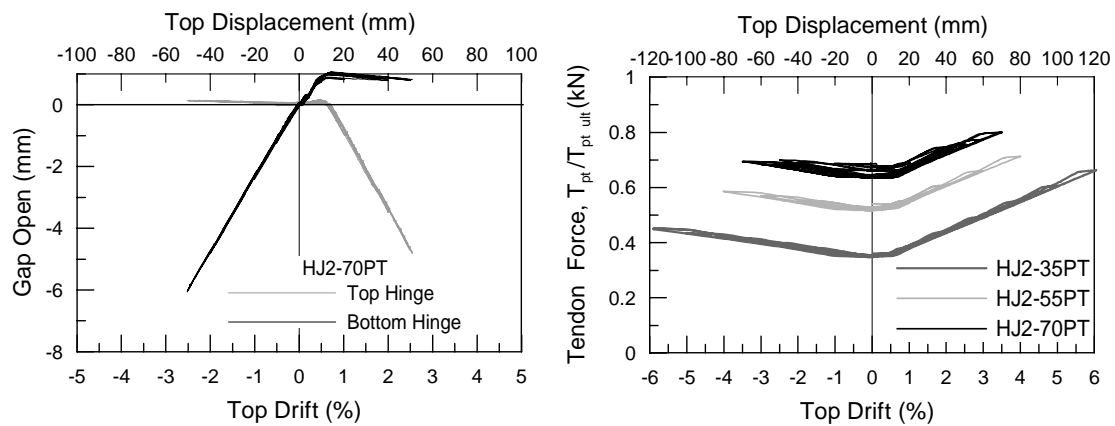 Top Displacement (mm)
-100 -80 -60 -40 -20 0 20 40 60 80 100
0
-2
-4
-6
-8
Gap Open (mm)
HJ2-70PT
Top Hinge
Bottom Hinge
-5 -4 -3 -2 -1 0 1 2 3 4 5
Top Drift (%)
Top Displacement (mm)
-120 -100 -80 -60 -40 -20 0 20 40 60 80 100 120
1
0.8
0.6
0.4
0.2
0
Tendon Force, Tpt/Tpt ult (kN)
HJ2-35PT
HJ2-55PT
HJ2-70PT
-6 -5 -4 -3 -2 -1 0 1 2 3 4 5 6
Top Drift (%)